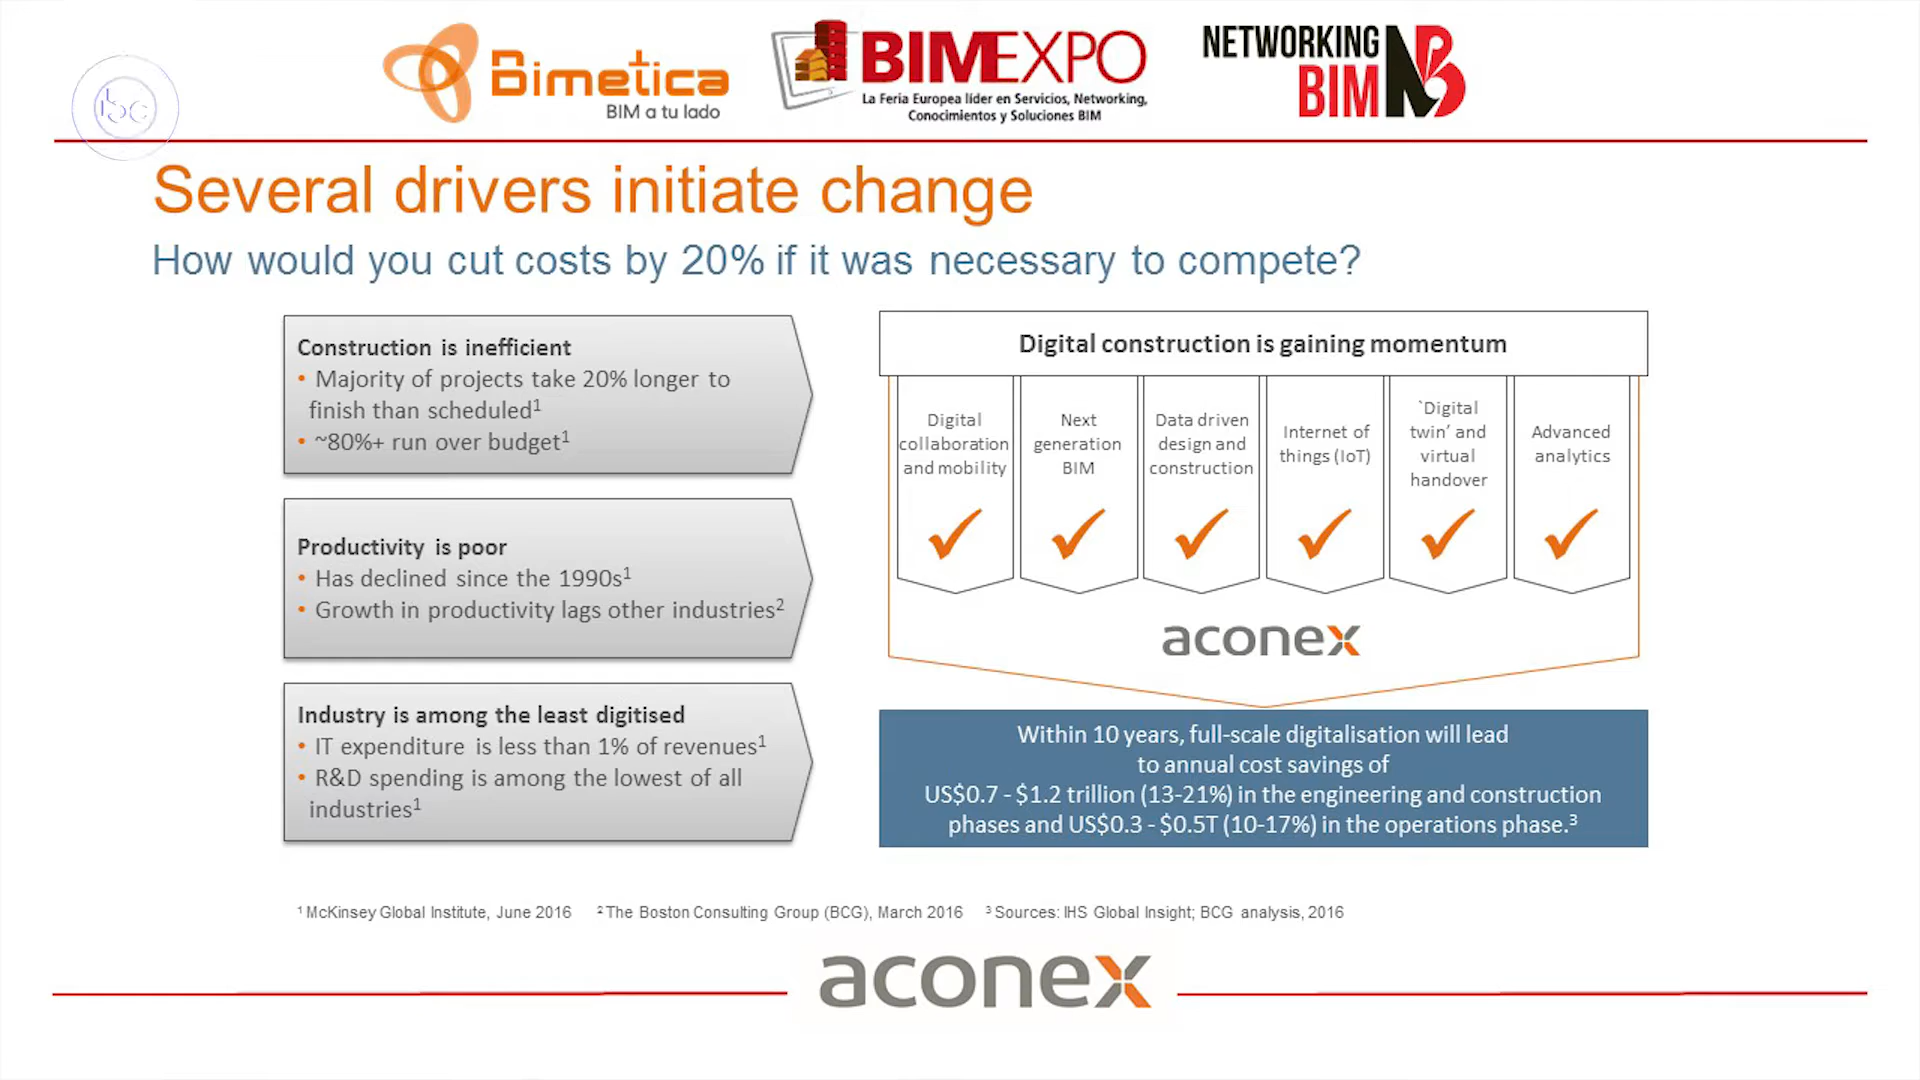 Bimetica
BIM a tu lado
BIMEXPO
La Feria Europea líder en Servicios, Networking,
Conocimientos y Soluciones BIM
NETWORKING
BIM
Several drivers initiate change
How would you cut costs by 20% if it was necessary to compete?
Construction is inefficient
• Majority of projects take 20% longer to
finish than scheduled¹
• ~80%+ run over budget¹
Productivity is poor
• Has declined since the 1990s¹
• Growth in productivity lags other industries²
Industry is among the least digitised
• IT expenditure is less than 1% of revenues¹
• R&D spending is among the lowest of all
industries¹
Digital construction is gaining momentum
Digital
collaboration
and mobility
Next
generation
BIM
Data driven
design and
construction
Internet of
things (IoT)
`Digital
twin’ and
virtual
handover
Advanced
analytics
aconex
Within 10 years, full-scale digitalisation will lead
to annual cost savings of
US$0.7 - $1.2 trillion (13-21%) in the engineering and construction
phases and US$0.3 - $0.5T (10-17%) in the operations phase.³
¹ McKinsey Global Institute, June 2016 ² The Boston Consulting Group (BCG), March 2016 ³ Sources: IHS Global Insight; BCG analysis, 2016
aconex